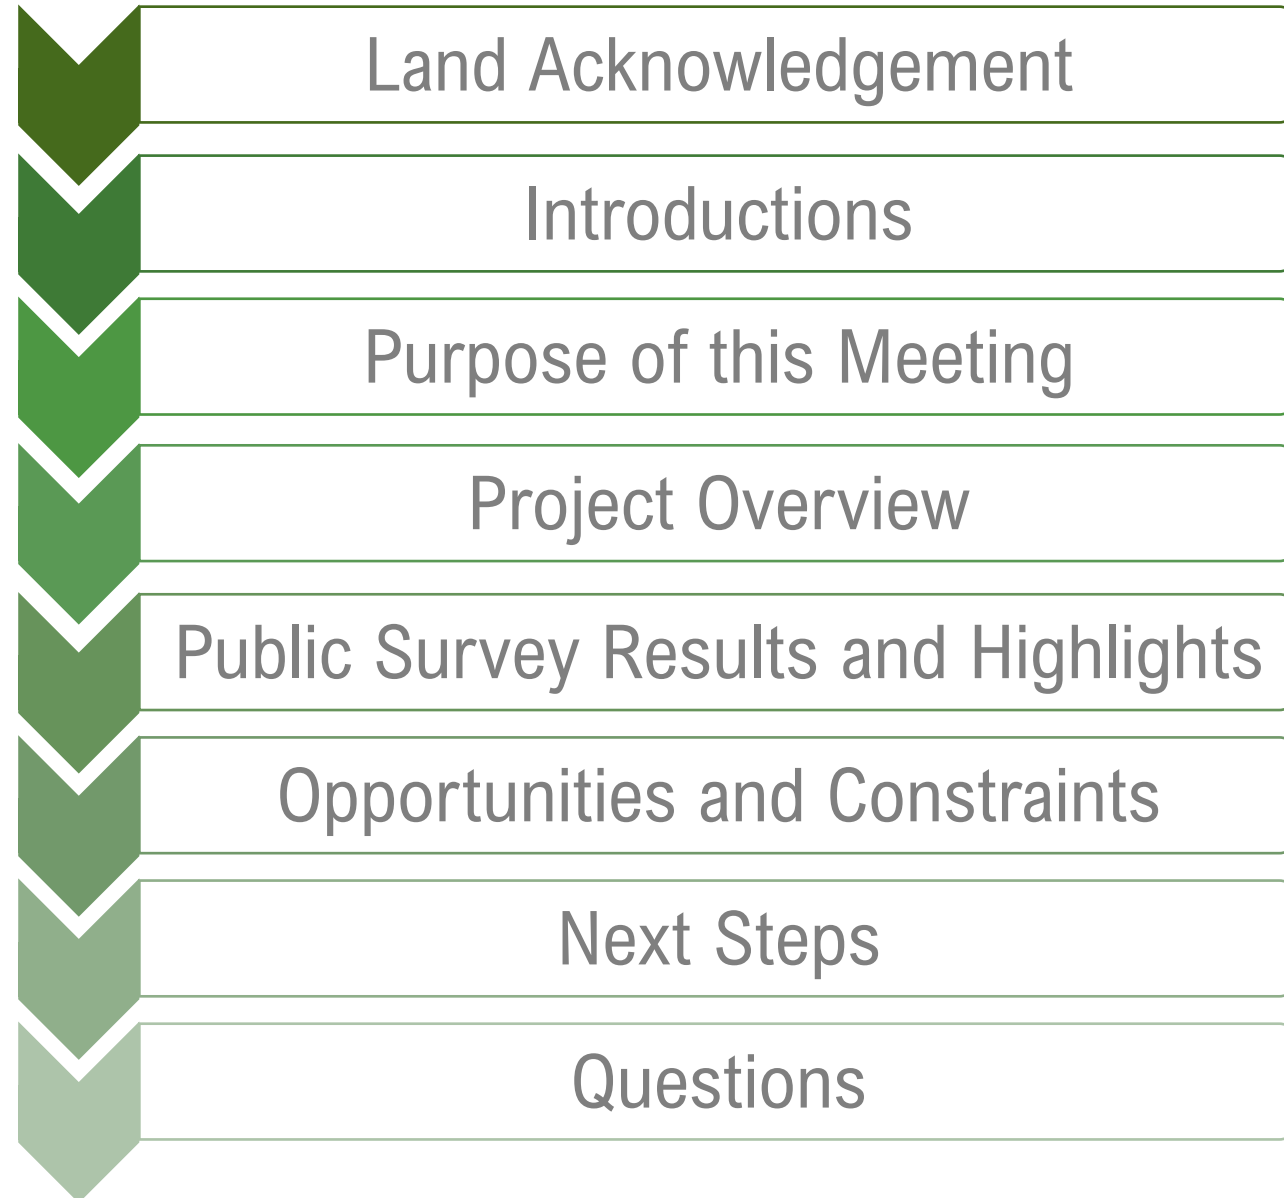 Land Acknowledgement
Introductions
Purpose of this Meeting
Project Overview
Public Survey Results and Highlights
Opportunities and Constraints
Next Steps
Questions